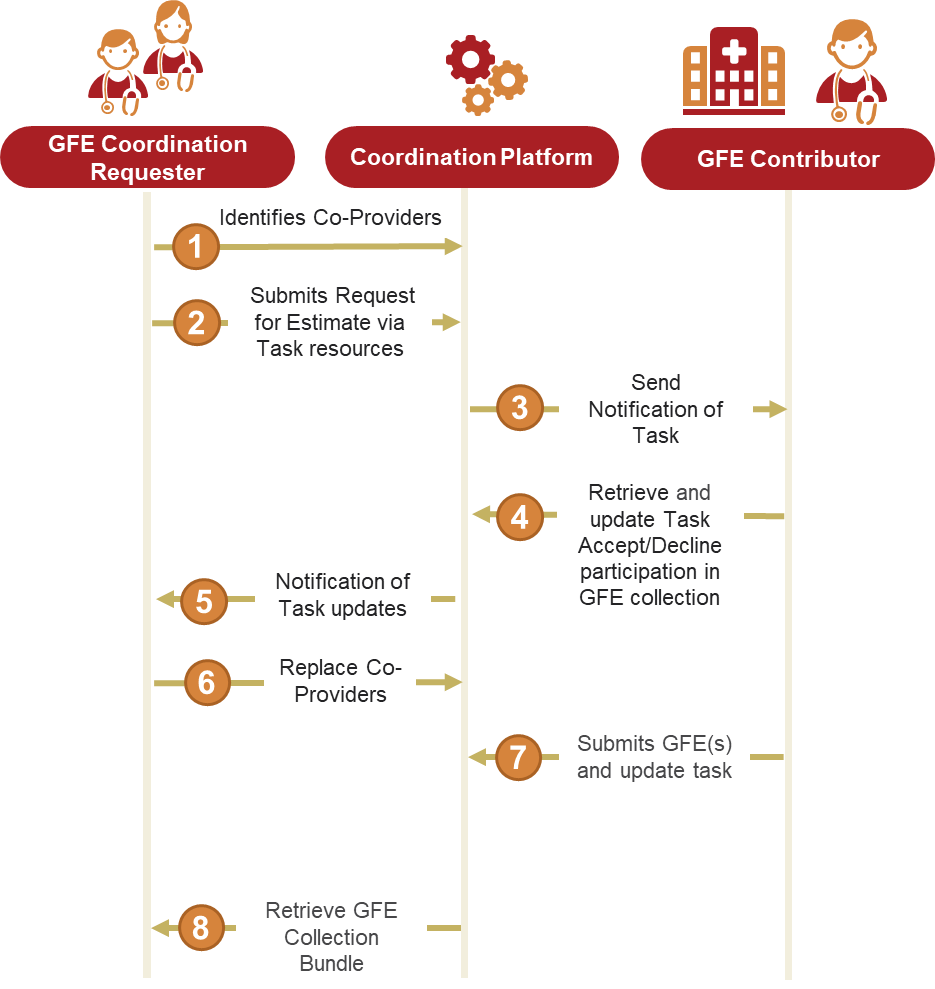 GFE Coordination
Requester
Coordination Platform
GFE Contributor
Identifies Co-Providers
1
Submits Request
for Estimate via
Task resources
2
Send
Notification of
Task
3
Retrieve and
update Task
Accept/Decline
participation in
GFE collection
4
Notification of
Task updates
5
Replace Co-
Providers
6
Submits GFE(s)
and update task
7
Retrieve GFE
Collection
Bundle
8